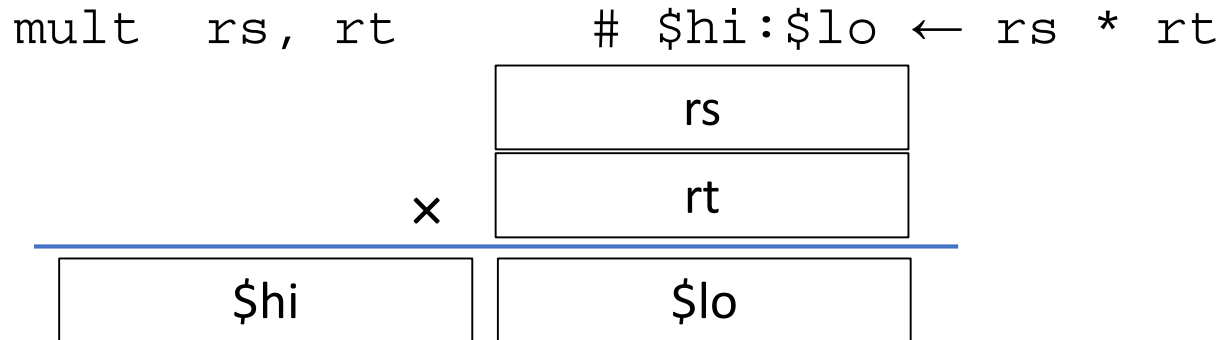 mult  rs, rt        # $hi:$lo ← rs * rt
rs
rt
×
$hi $lo